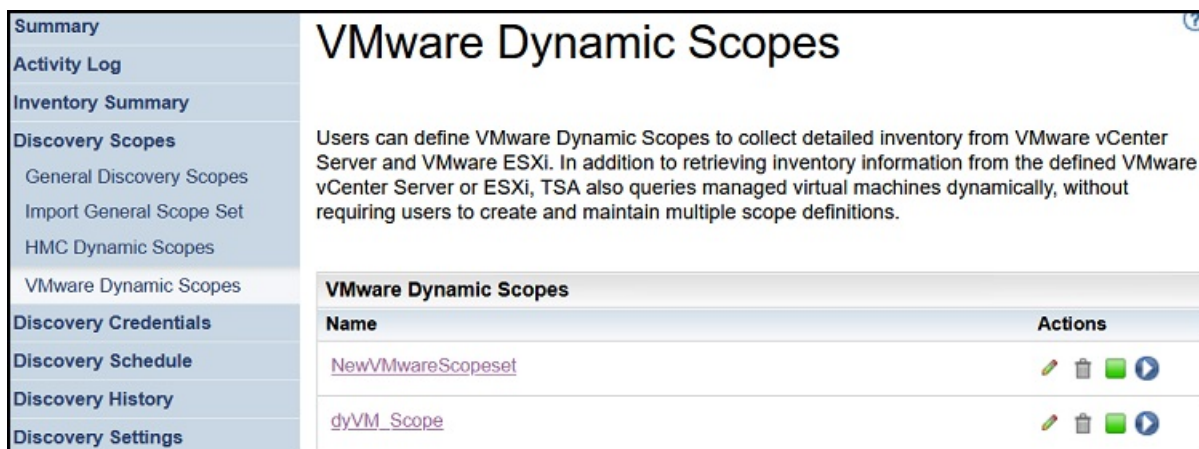 Summary
Activity Log
Inventory Summary
Discovery Scopes
General Discovery Scopes
Import General Scope Set
HMC Dynamic Scopes
VMware Dynamic Scopes
Discovery Credentials
Discovery Schedule
Discovery History
Discovery Settings
VMware Dynamic Scopes
?
Users can define VMware Dynamic Scopes to collect detailed inventory from VMware vCenter
Server and VMware ESXi. In addition to retrieving inventory information from the defined VMware
vCenter Server or ESXi, TSA also queries managed virtual machines dynamically, without
requiring users to create and maintain multiple scope definitions.
VMware Dynamic Scopes
Name Actions
NewVMwareScopeset
dyVM_Scope